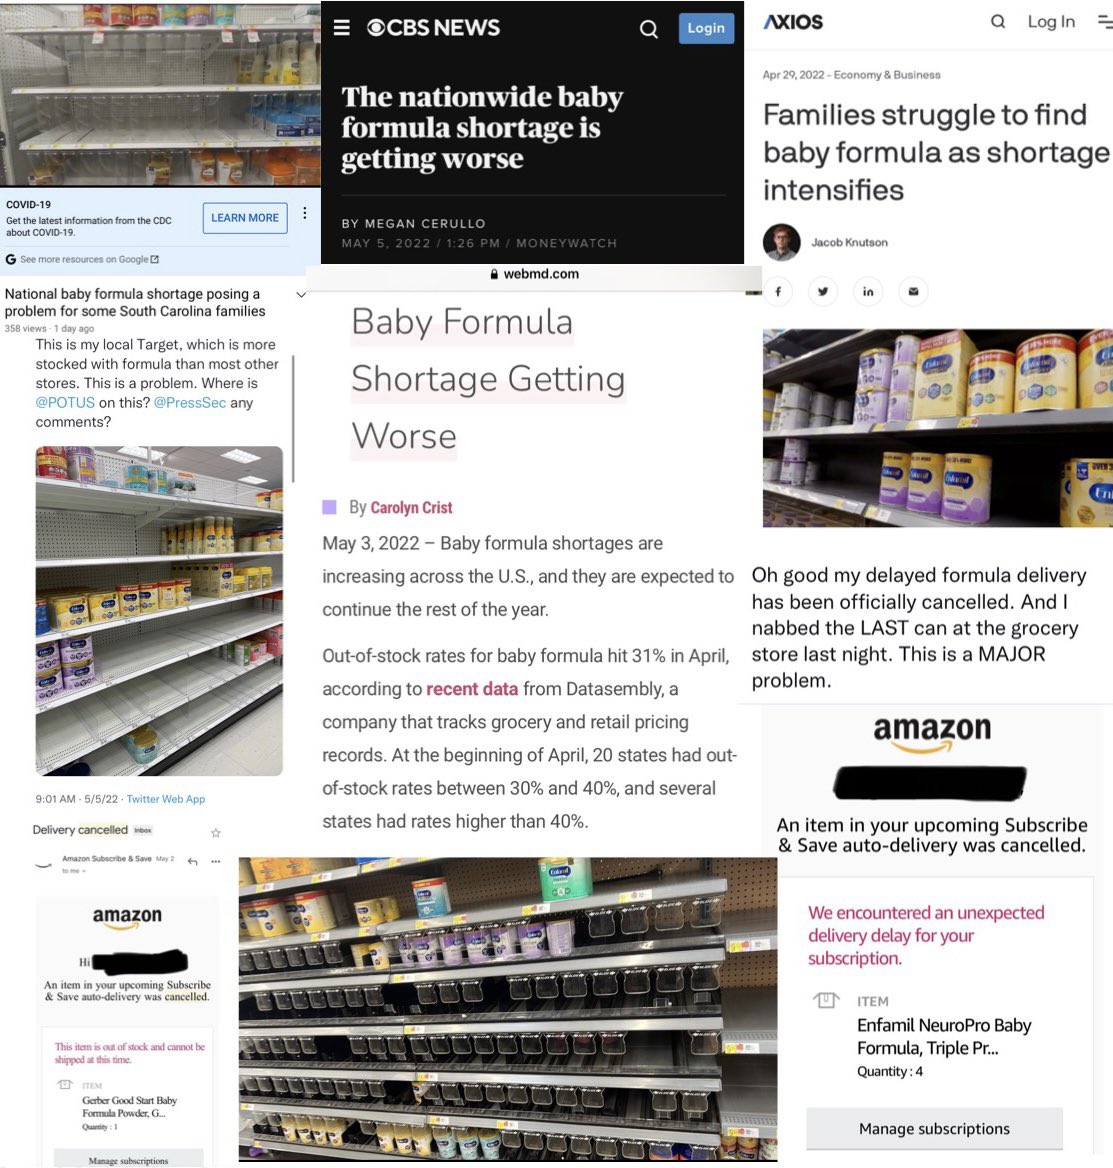 COVID-19
Get the latest information from the CDC
about COVID-19.
LEARN MORE
See more resources on Google
National baby formula shortage posing a
problem for some South Carolina families
358 views · 1 day ago
This is my local Target, which is more
stocked with formula than most other
stores. This is a problem. Where is
@POTUS on this? @PressSec any
comments?
9:01 AM · 5/5/22 · Twitter Web App
Delivery cancelled Inbox
Amazon Subscribe & Save May 2
to me
amazon
Hi
An item in your upcoming Subscribe
& Save auto-delivery was cancelled.
This item is out of stock and cannot be
shipped at this time.
ITEM
Gerber Good Start Baby
Formula Powder, G...
Quantity : 1
Manage subscriptions
CBS NEWS
Login
The nationwide baby
formula shortage is
getting worse
BY MEGAN CERULLO
MAY 5, 2022 / 1:26 PM / MONEYWATCH
webmd.com
Baby Formula
Shortage Getting
Worse
By Carolyn Crist
May 3, 2022 – Baby formula shortages are
increasing across the U.S., and they are expected to
continue the rest of the year.
Out-of-stock rates for baby formula hit 31% in April,
according to recent data from Datasembly, a
company that tracks grocery and retail pricing
records. At the beginning of April, 20 states had out-
of-stock rates between 30% and 40%, and several
states had rates higher than 40%.
AXIOS
Log In
Apr 29, 2022 - Economy & Business
Families struggle to find
baby formula as shortage
intensifies
Jacob Knutson
Enfamil
Oh good my delayed formula delivery
has been officially cancelled. And I
nabbed the LAST can at the grocery
store last night. This is a MAJOR
problem.
amazon
An item in your upcoming Subscribe
& Save auto-delivery was cancelled.
We encountered an unexpected
delivery delay for your
subscription.
ITEM
Enfamil NeuroPro Baby
Formula, Triple Pr...
Quantity : 4
Manage subscriptions